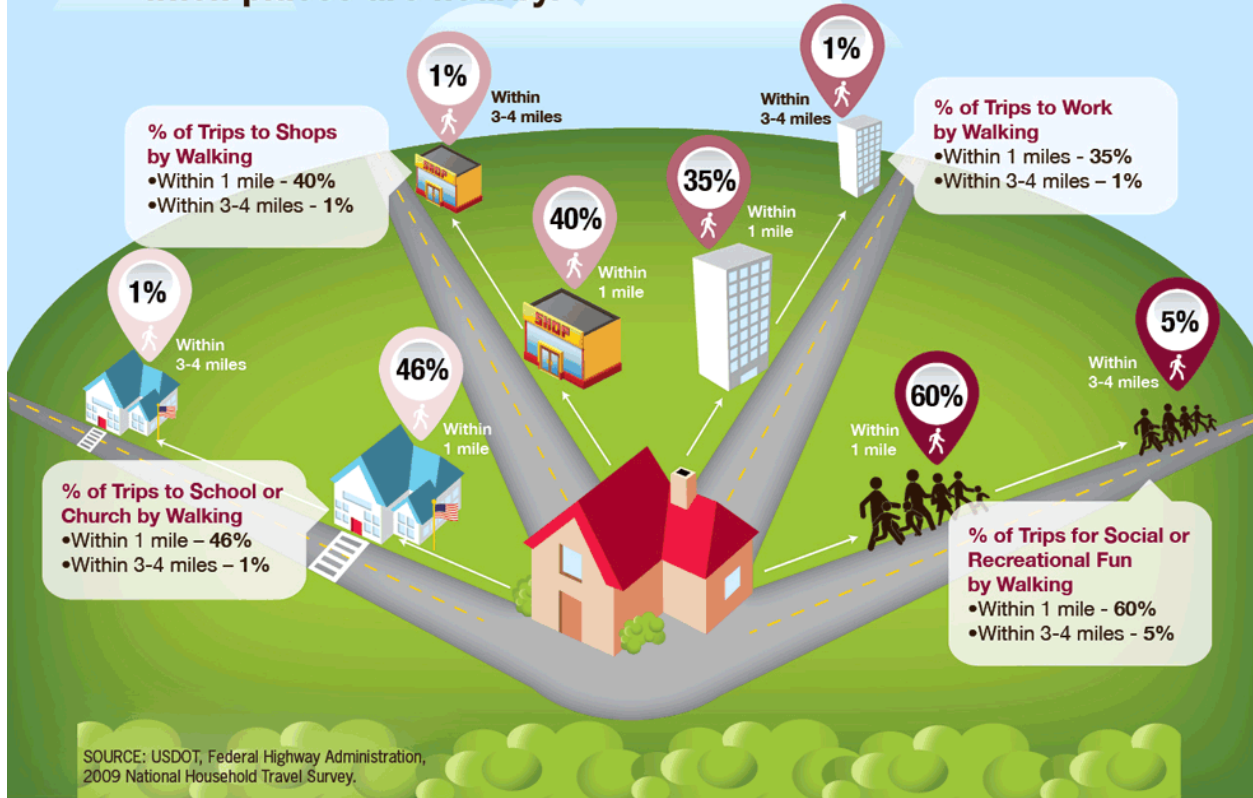 1%
Within
3-4 miles
1%
Within
3-4 miles
% of Trips to Shops
by Walking
•Within 1 mile - 40%
•Within 3-4 miles - 1%
% of Trips to Work
by Walking
•Within 1 miles - 35%
•Within 3-4 miles – 1%
35%
Within
1 mile
40%
Within
1 mile
SHOP
SHOP
1%
Within
3-4 miles
46%
Within
1 mile
60%
Within
1 mile
5%
Within
3-4 miles
% of Trips to School or
Church by Walking
•Within 1 mile – 46%
•Within 3-4 miles – 1%
% of Trips for Social or
Recreational Fun
by Walking
•Within 1 mile - 60%
•Within 3-4 miles - 5%
SOURCE: USDOT, Federal Highway Administration,
2009 National Household Travel Survey.